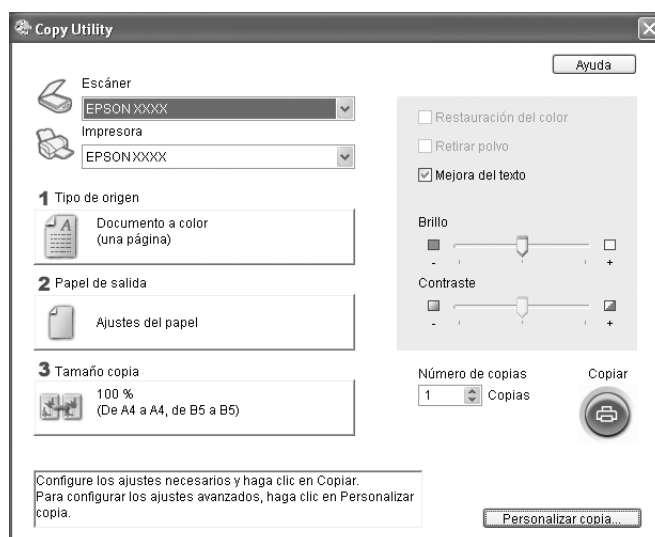 Copy Utility
Ayuda
Escáner
EPSON XXXX
Impresora
EPSON XXXX
1 Tipo de origen
Documento a color
(una página)
2 Papel de salida
Ajustes del papel
3 Tamaño copia
100 %
(De A4 a A4, de B5 a B5)
Restauración del color
Retirar polvo
Mejora del texto
Brillo
- +
Contraste
- +
Número de copias
1 Copias
Copiar
Configure los ajustes necesarios y haga clic en Copiar.
Para configurar los ajustes avanzados, haga clic en Personalizar
copia.
Personalizar copia...